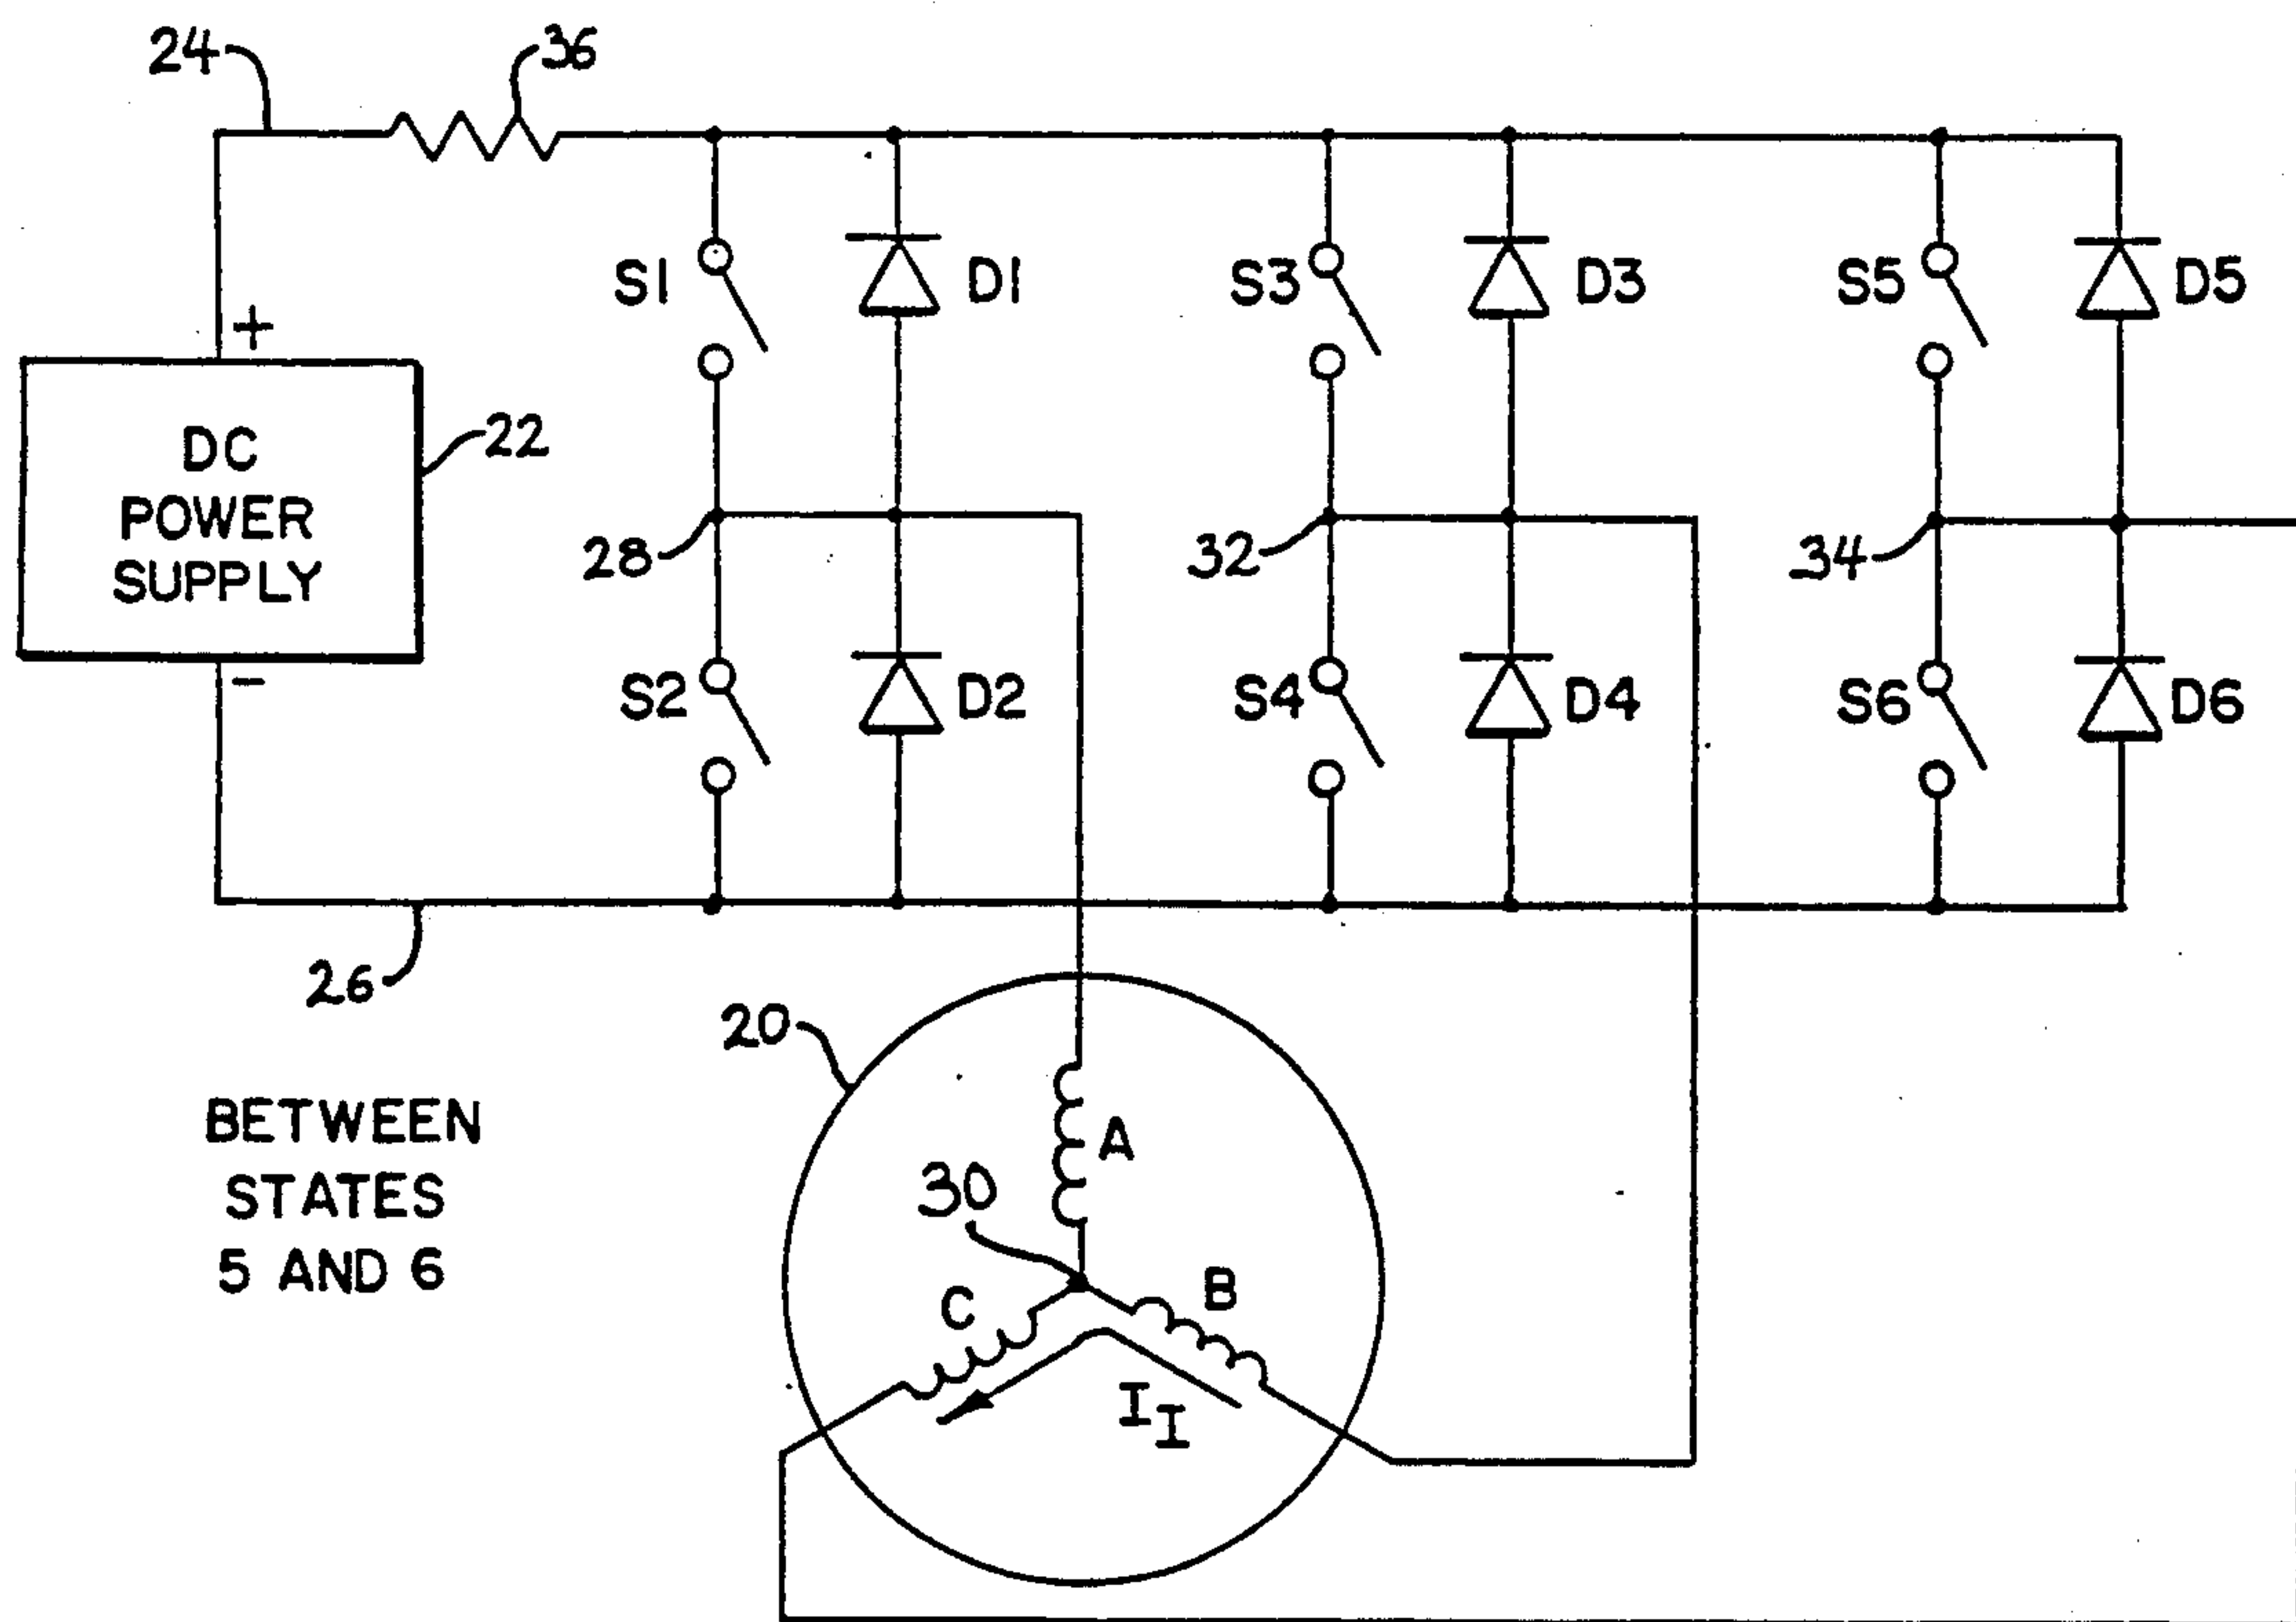 24
36
+
S1
D1
S3
D3
S5
D5
DC
POWER
SUPPLY
22
28
32
34
−
S2
D2
S4
D4
S6
D6
26
20
BETWEEN
STATES
5 AND 6
A
30
C
B
I_I